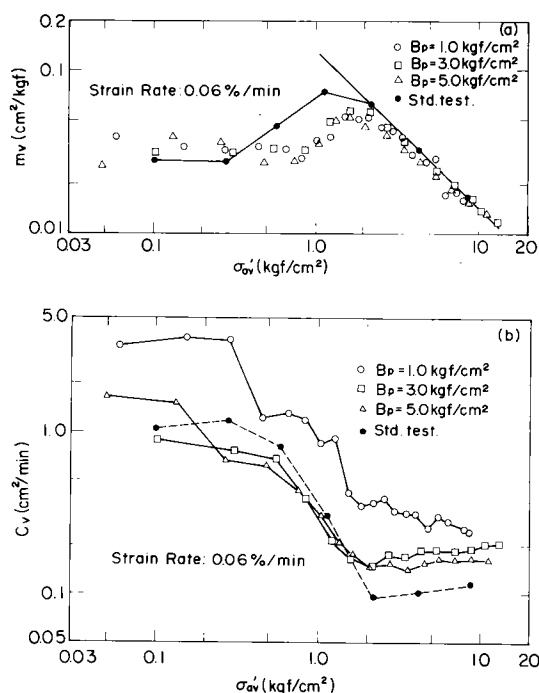 (a)
0.2
0.1
0.01
mv (cm²/kgf)
Strain Rate: 0.06%/min
○ Bp = 1.0 kgf/cm²
□ Bp = 3.0 kgf/cm²
△ Bp = 5.0 kgf/cm²
● Std. test.
0.03 0.1 1.0 10 20
σ'av (kgf/cm²)
(b)
5.0
1.0
0.1
0.05
Cv (cm²/min)
○ Bp = 1.0 kgf/cm²
□ Bp = 3.0 kgf/cm²
△ Bp = 5.0 kgf/cm²
● Std. test.
Strain Rate: 0.06%/min
0.03 0.1 1.0 10 20
σ'av (kgf/cm²)